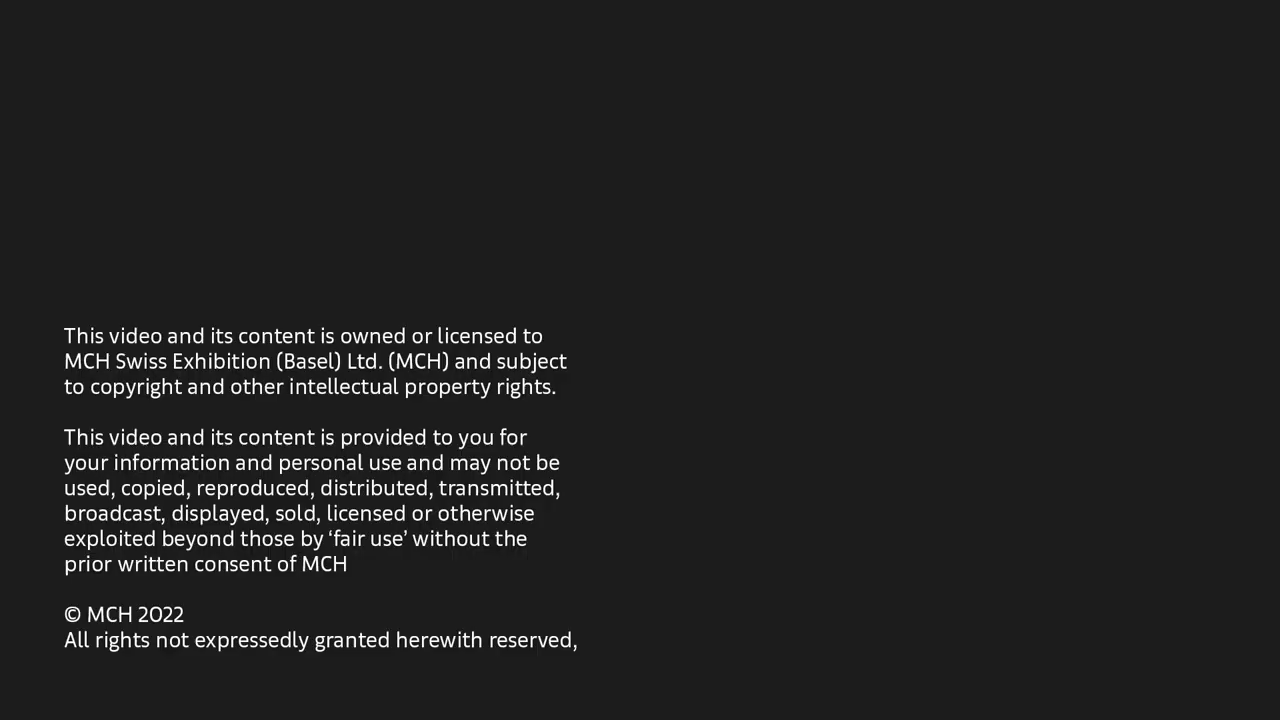 This video and its content is owned or licensed to
MCH Swiss Exhibition (Basel) Ltd. (MCH) and subject
to copyright and other intellectual property rights.
This video and its content is provided to you for
your information and personal use and may not be
used, copied, reproduced, distributed, transmitted,
broadcast, displayed, sold, licensed or otherwise
exploited beyond those by ‘fair use’ without the
prior written consent of MCH
© MCH 2022
All rights not expressedly granted herewith reserved,